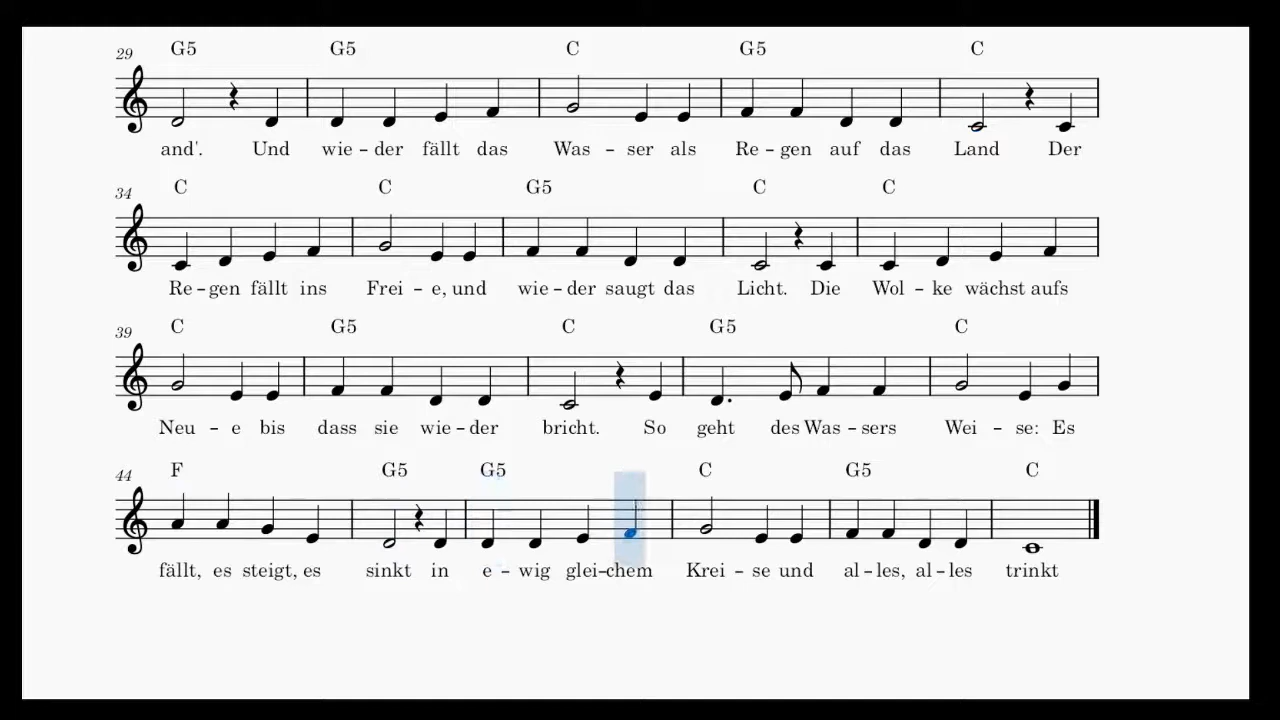 29 G5 G5 C G5 C
and'. Und wie – der fällt das Was – ser als Re – gen auf das Land Der
34 C C G5 C C
Re – gen fällt ins Frei – e, und wie – der saugt das Licht. Die Wol – ke wächst aufs
39 C G5 C G5 C
Neu – e bis dass sie wie – der bricht. So geht des Was – sers Wei – se: Es
44 F G5 G5 C G5 C
fällt, es steigt, es sinkt in e – wig glei – chem Krei – se und al – les, al – les trinkt